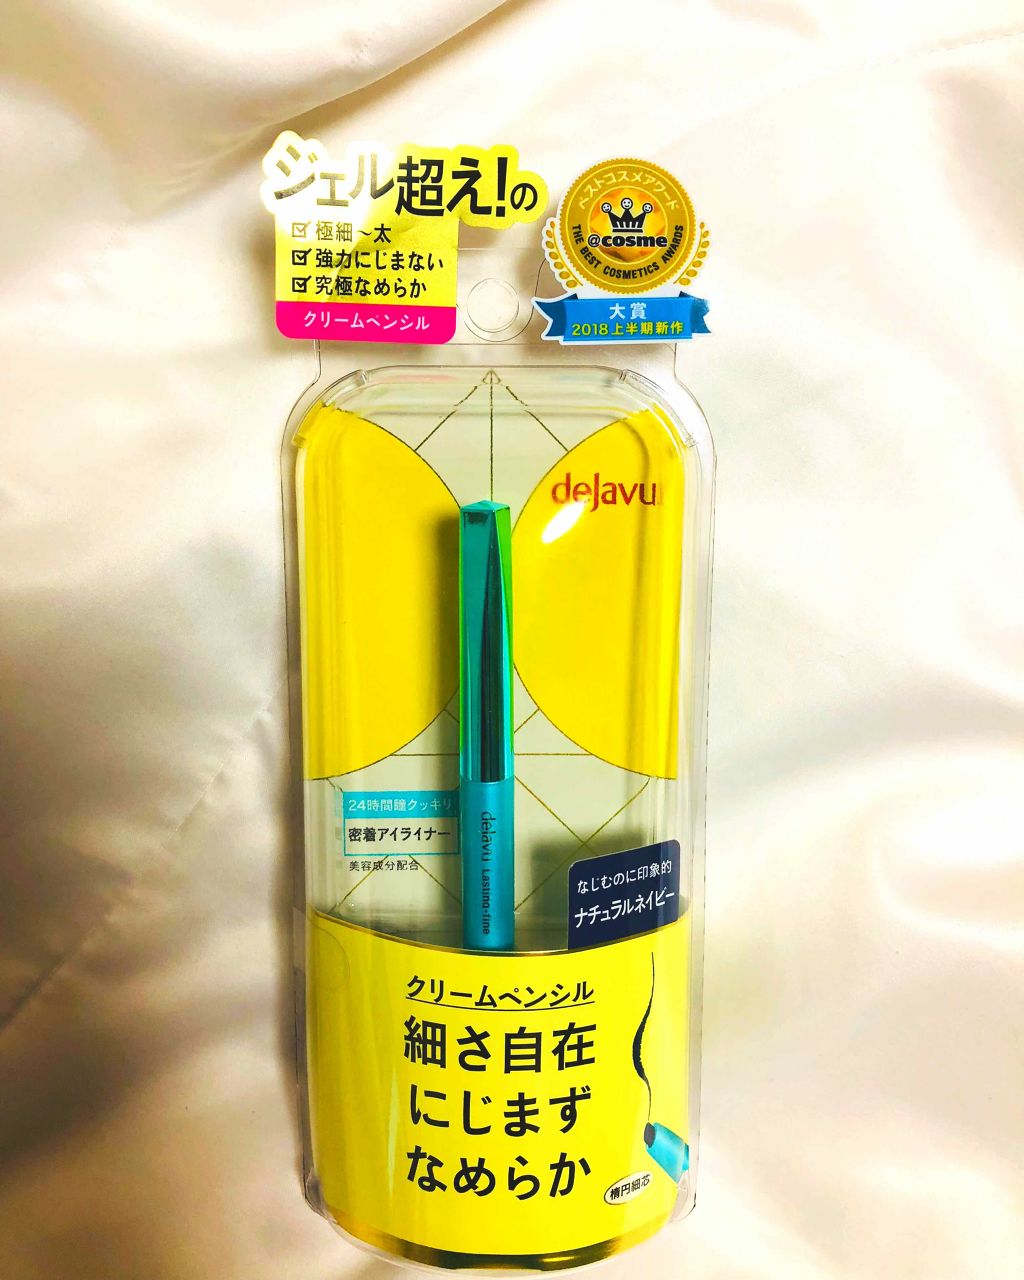 ジェル超え!の
極細～太
強力にじまない
究極なめらか
クリームペンシル
ベストコスメアワード
@cosme
THE BEST COSMETICS AWARDS
大賞
2018上半期新作
deJavu
24時間瞳クッキリ
密着アイライナー
美容成分配合
deJavu Lasting-fine
なじむのに印象的
ナチュラルネイビー
クリームペンシル
細さ自在
にじまず
なめらか
楕円細芯